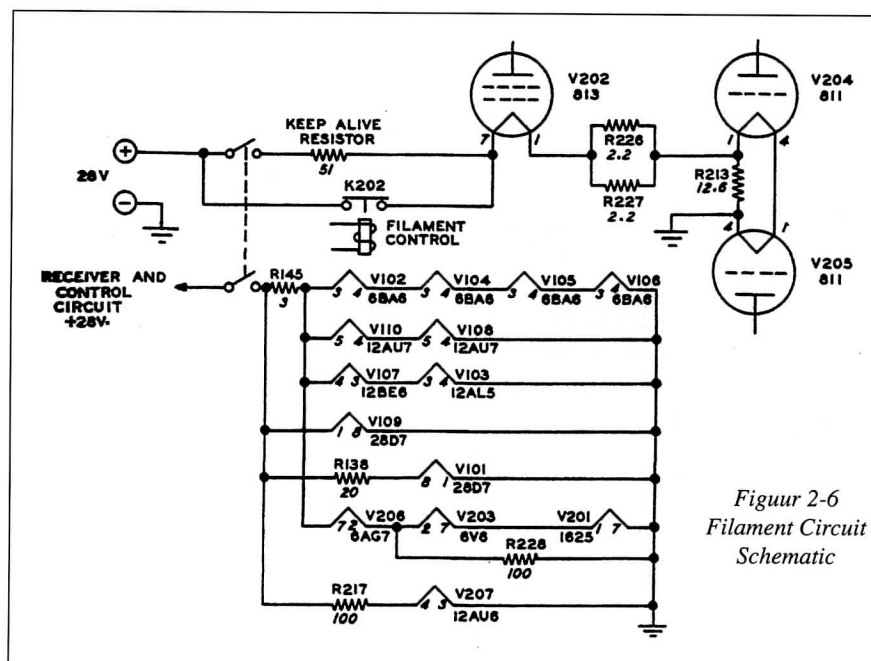 V202
813
V204
811
7
1
1
4
KEEP ALIVE
RESISTOR
51
R226
2.2
R227
2.2
R213
12.6
+
28V
−
K202
FILAMENT
CONTROL
4
1
V205
811
RECEIVER AND
CONTROL
CIRCUIT
+28V-
R145
3
3 4 V102
6BA6
3 4 V104
6BA6
3 4 V105
6BA6
3 4 V106
6BA6
5 4 V110
12AU7
5 4 V108
12AU7
4 3 V107
12BE6
3 4 V103
12AL5
1 8 V109
28D7
R138
20
8 1 V101
28D7
7 2 V206
6AG7
2 7 V203
6V6
V201 1 7
1625
R228
100
R217
100
4 3 V207
12AU6
Figuur 2-6
Filament Circuit
Schematic